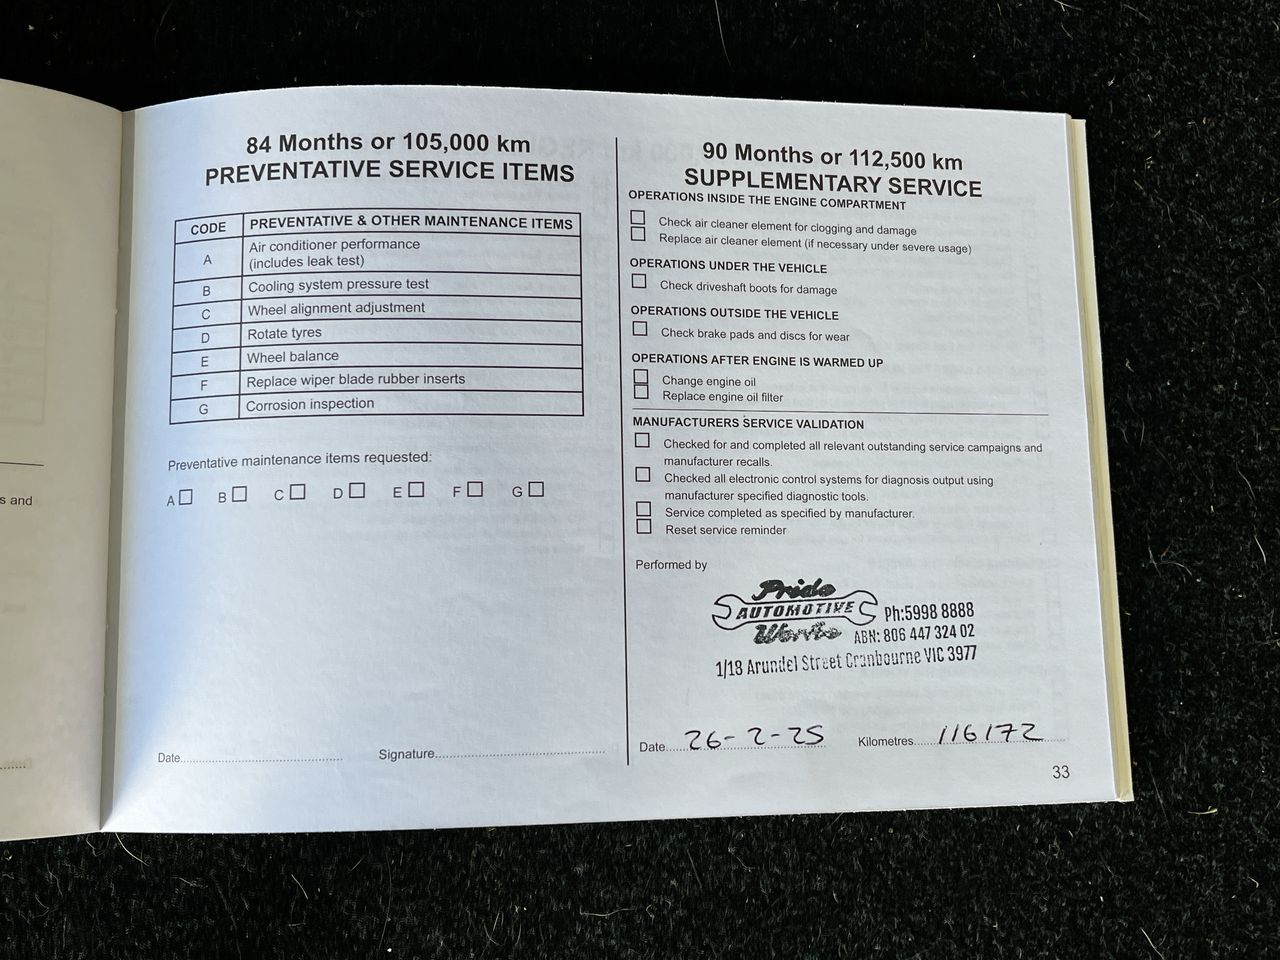 s and
84 Months or 105,000 km
PREVENTATIVE SERVICE ITEMS
CODE PREVENTATIVE & OTHER MAINTENANCE ITEMS
A Air conditioner performance
(includes leak test)
B Cooling system pressure test
C Wheel alignment adjustment
D Rotate tyres
E Wheel balance
F Replace wiper blade rubber inserts
G Corrosion inspection
Preventative maintenance items requested:
A B C D E F G
Date
Signature
90 Months or 112,500 km
SUPPLEMENTARY SERVICE
OPERATIONS INSIDE THE ENGINE COMPARTMENT
Check air cleaner element for clogging and damage
Replace air cleaner element (if necessary under severe usage)
OPERATIONS UNDER THE VEHICLE
Check driveshaft boots for damage
OPERATIONS OUTSIDE THE VEHICLE
Check brake pads and discs for wear
OPERATIONS AFTER ENGINE IS WARMED UP
Change engine oil
Replace engine oil filter
MANUFACTURERS SERVICE VALIDATION
Checked for and completed all relevant outstanding service campaigns and
manufacturer recalls.
Checked all electronic control systems for diagnosis output using
manufacturer specified diagnostic tools.
Service completed as specified by manufacturer.
Reset service reminder
Performed by
Pride
AUTOMOTIVE
Works
Ph:5998 8888
ABN: 806 447 324 02
1/18 Arundel Street Cranbourne VIC 3977
Date 26-2-25
Kilometres 116172
33